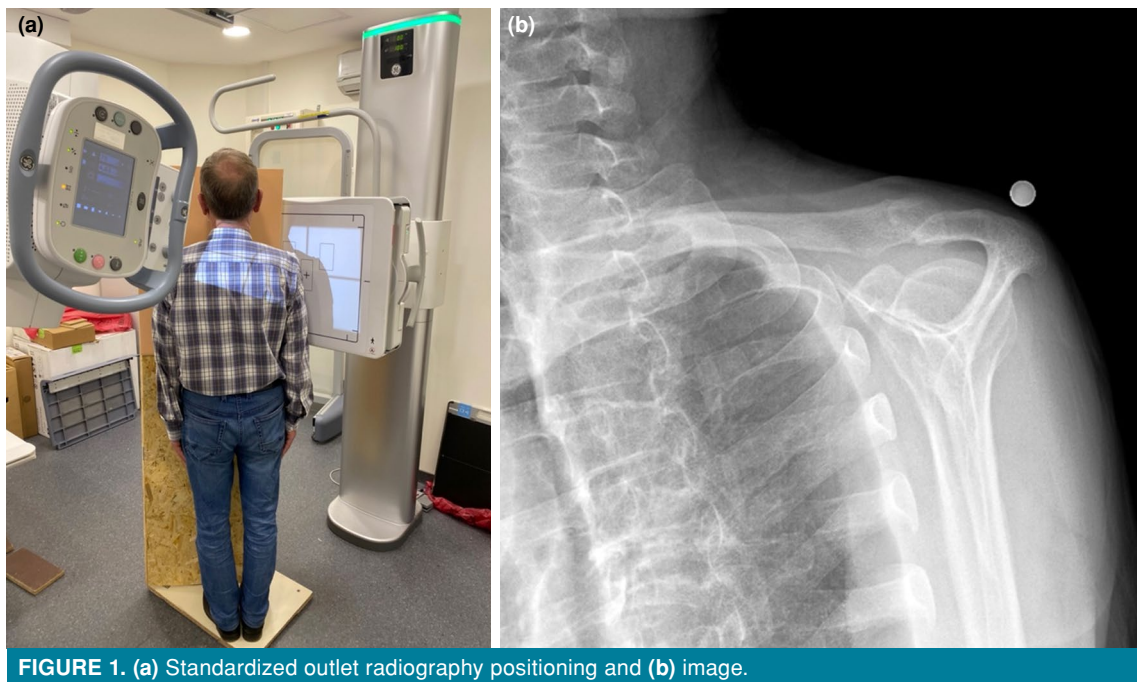 (a)
(b)
FIGURE 1. (a) Standardized outlet radiography positioning and (b) image.